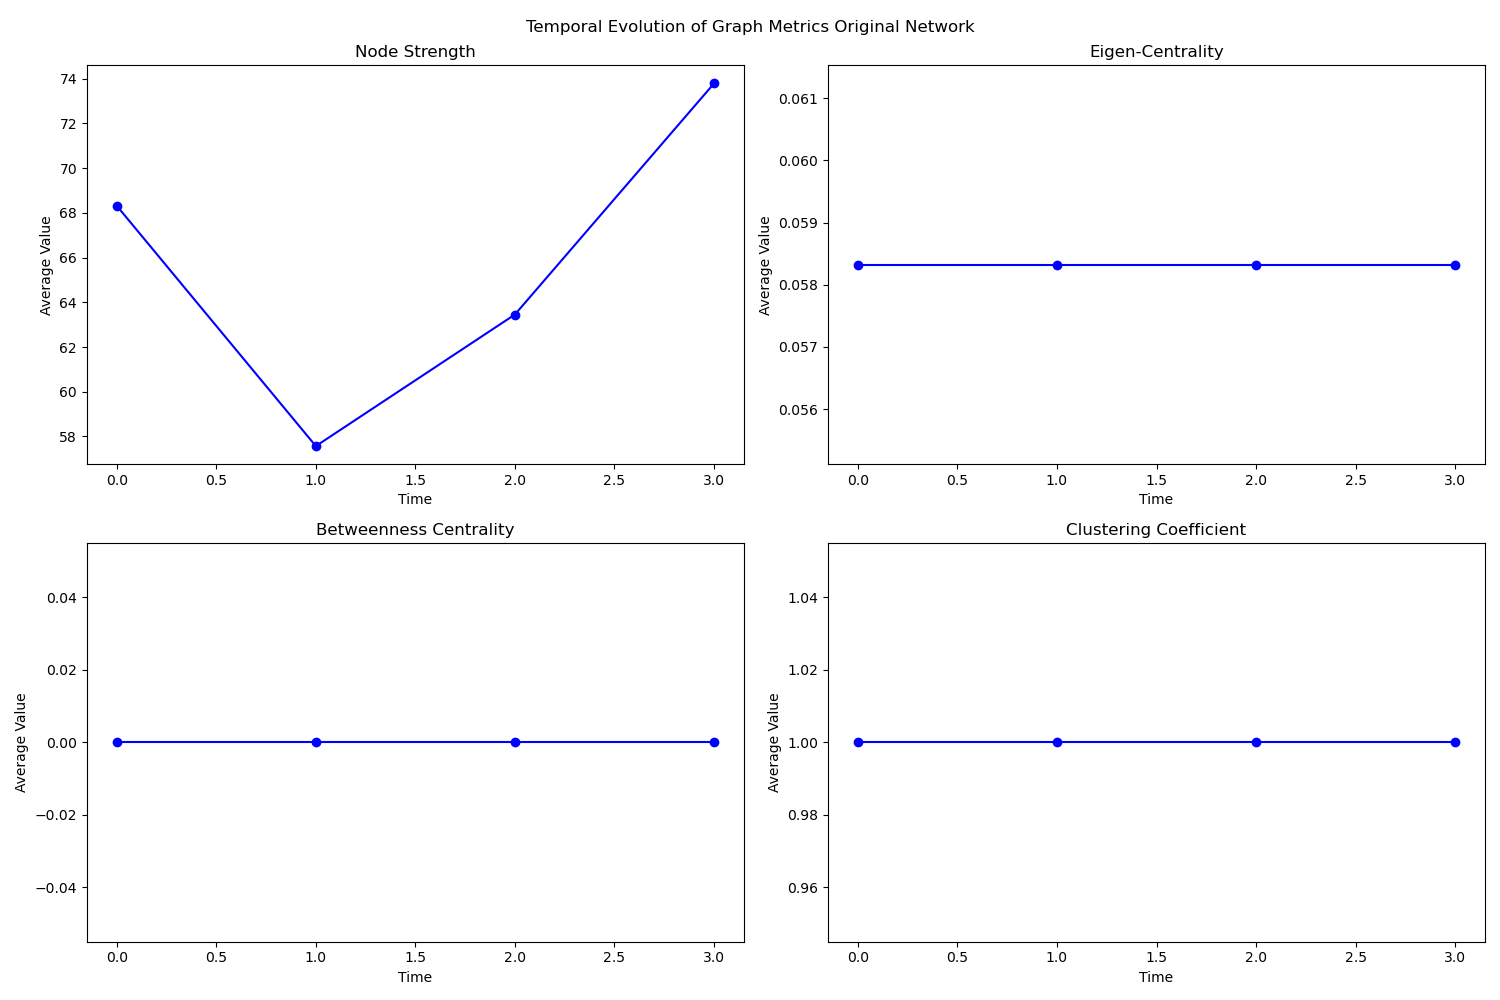 Temporal Evolution of Graph Metrics Original Network
Node Strength
74
72
70
68
66
64
62
60
58
Average Value
0.0 0.5 1.0 1.5 2.0 2.5 3.0
Time
Eigen-Centrality
0.061
0.060
0.059
0.058
0.057
0.056
Average Value
0.0 0.5 1.0 1.5 2.0 2.5 3.0
Time
Betweenness Centrality
0.04
0.02
0.00
−0.02
−0.04
Average Value
0.0 0.5 1.0 1.5 2.0 2.5 3.0
Time
Clustering Coefficient
1.04
1.02
1.00
0.98
0.96
Average Value
0.0 0.5 1.0 1.5 2.0 2.5 3.0
Time